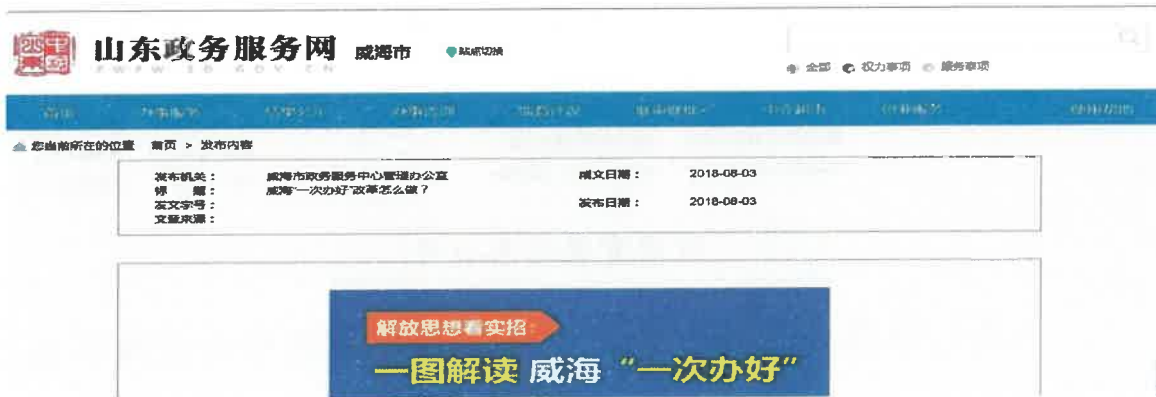 山东政务服务网 威海市 站点切换
全部 权力事项 服务事项
您当前所在的位置 首页 > 发布内容
发布机关： 威海市政务服务中心管理办公室 成文日期： 2018-08-03
标 题： 威海“一次办好”改革怎么做？
发文字号： 发布日期： 2018-08-03
文章来源：
解放思想看实招
一图解读 威海 “一次办好”